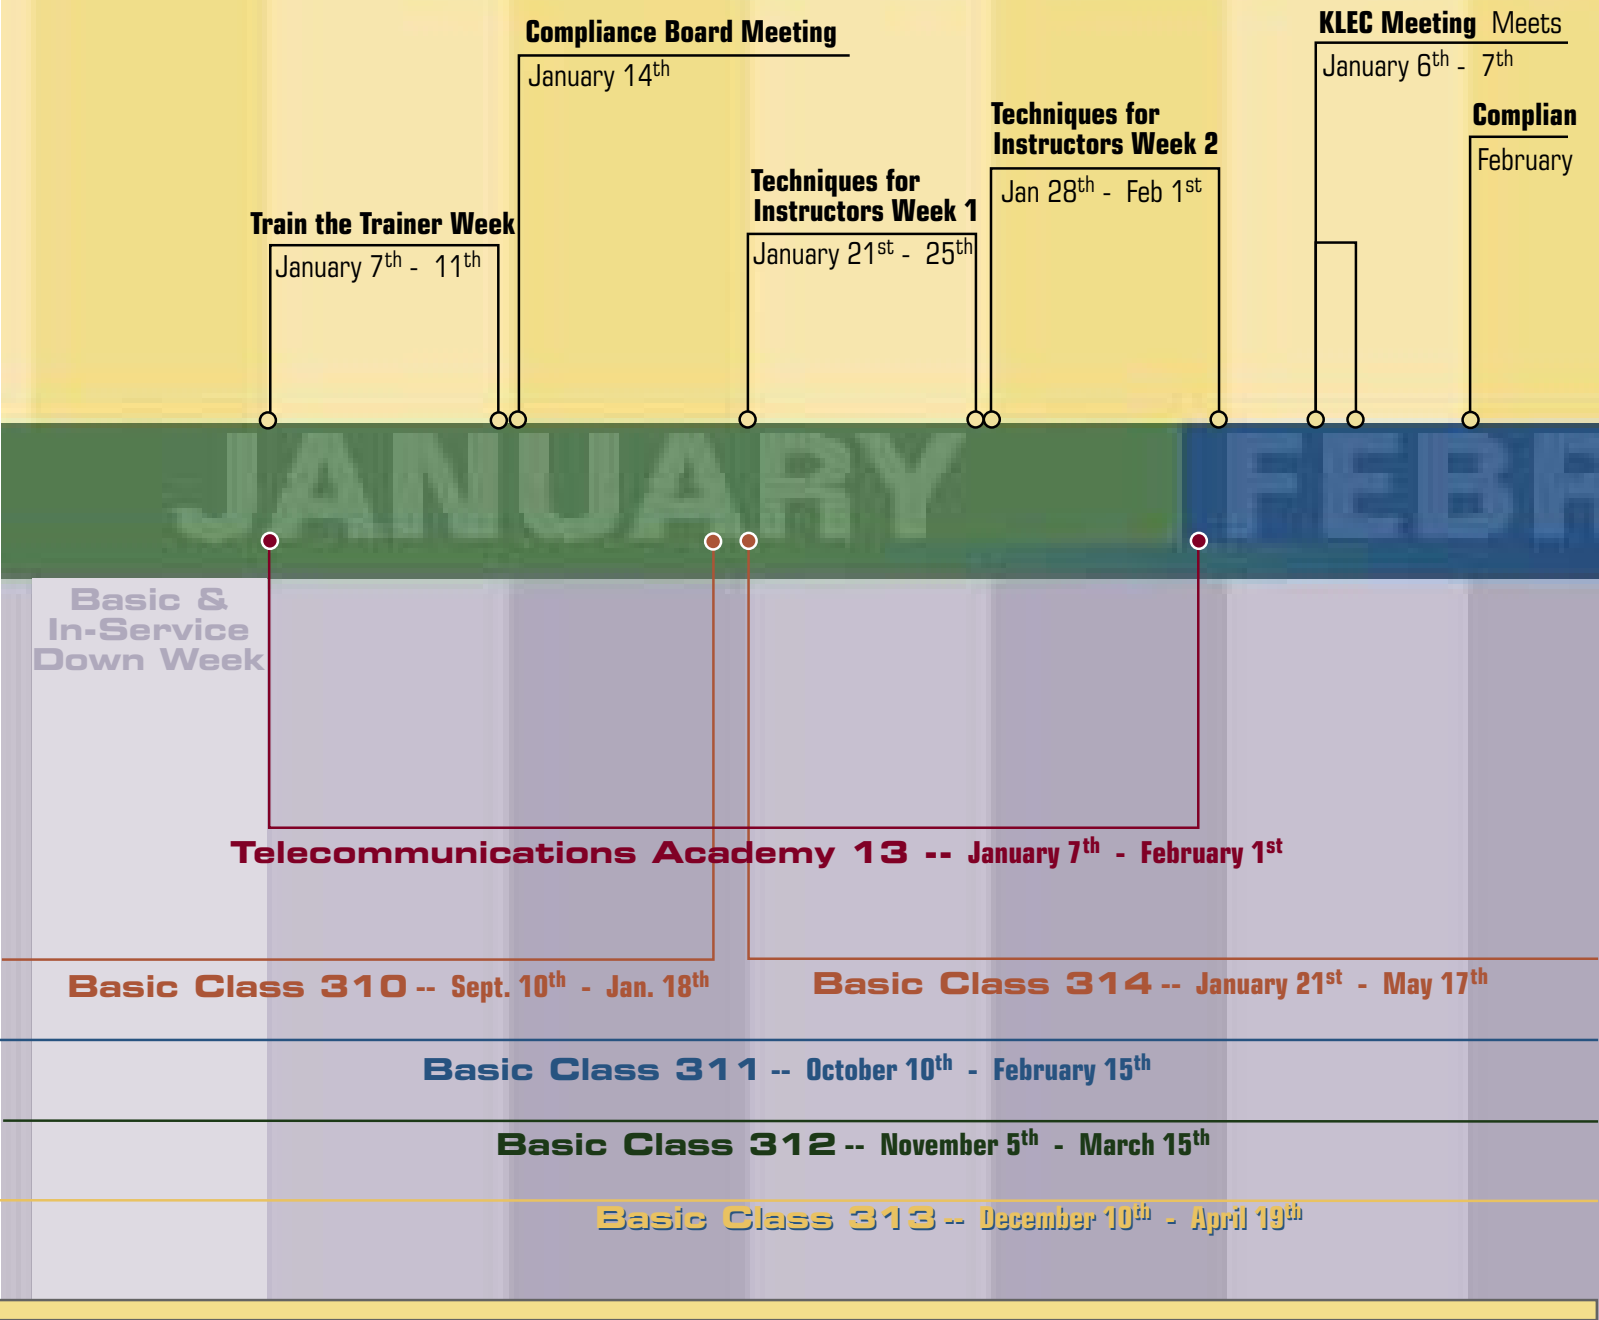 Compliance Board Meeting
January 14th
KLEC Meeting Meets
January 6th - 7th
Techniques for
Instructors Week 2
Jan 28th - Feb 1st
Complian
February
Techniques for
Instructors Week 1
January 21st - 25th
Train the Trainer Week
January 7th - 11th
JANUARY
FEBR
Basic &
In-Service
Down Week
Telecommunications Academy 13 -- January 7th - February 1st
Basic Class 310 -- Sept. 10th - Jan. 18th
Basic Class 314 -- January 21st - May 17th
Basic Class 311 -- October 10th - February 15th
Basic Class 312 -- November 5th - March 15th
Basic Class 313 -- December 10th - April 19th